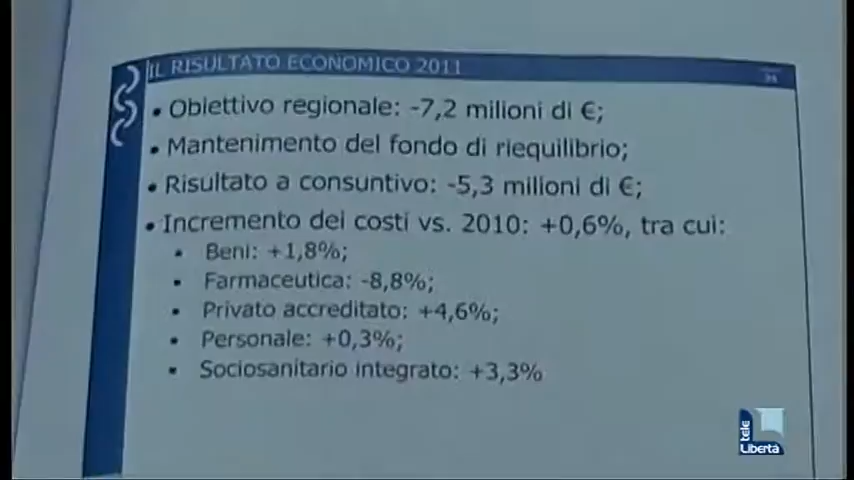 IL RISULTATO ECONOMICO 2011
• Obiettivo regionale: -7,2 milioni di €;
• Mantenimento del fondo di riequilibrio;
• Risultato a consuntivo: -5,3 milioni di €;
• Incremento dei costi vs. 2010: +0,6%, tra cui:
• Beni: +1,8%;
• Farmaceutica: -8,8%;
• Privato accreditato: +4,6%;
• Personale: +0,3%;
• Sociosanitario integrato: +3,3%
tele
Libertà